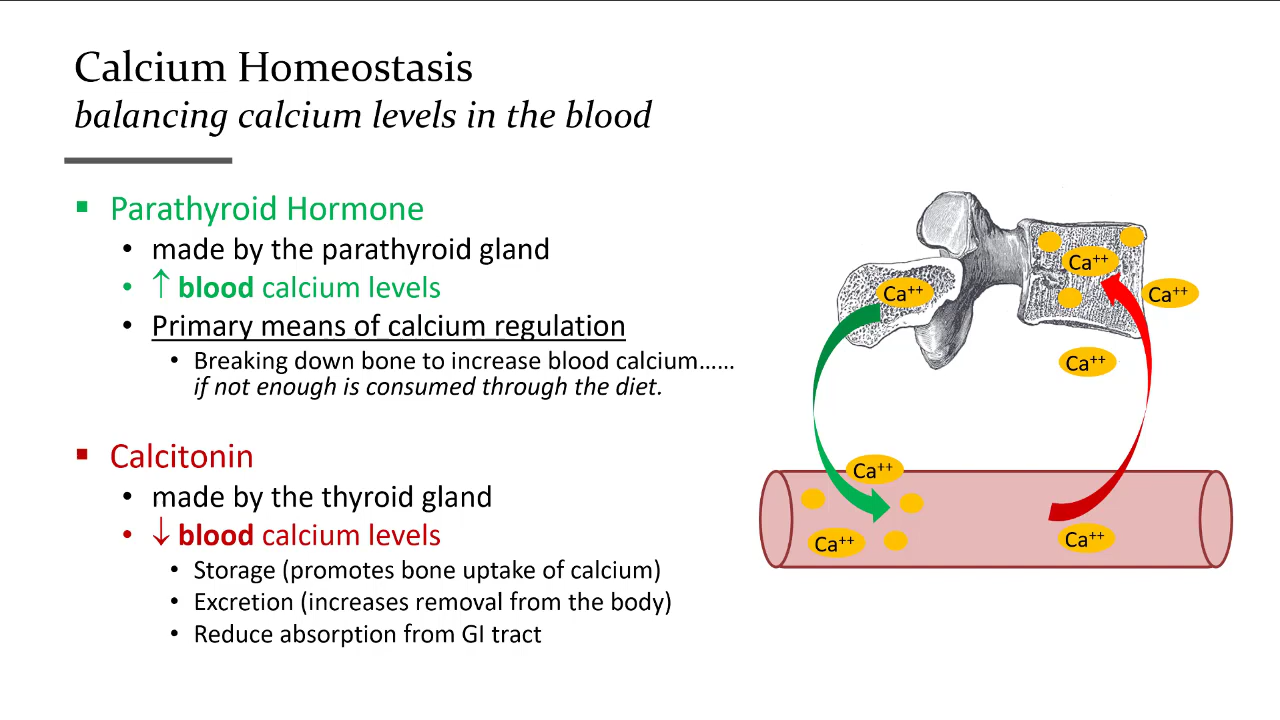 Calcium Homeostasis
balancing calcium levels in the blood
▪ Parathyroid Hormone
• made by the parathyroid gland
• ↑ blood calcium levels
• Primary means of calcium regulation
• Breaking down bone to increase blood calcium……
if not enough is consumed through the diet.
▪ Calcitonin
• made by the thyroid gland
• ↓ blood calcium levels
• Storage (promotes bone uptake of calcium)
• Excretion (increases removal from the body)
• Reduce absorption from GI tract
Ca⁺⁺
Ca⁺⁺
Ca⁺⁺
Ca⁺⁺
Ca⁺⁺
Ca⁺⁺
Ca⁺⁺